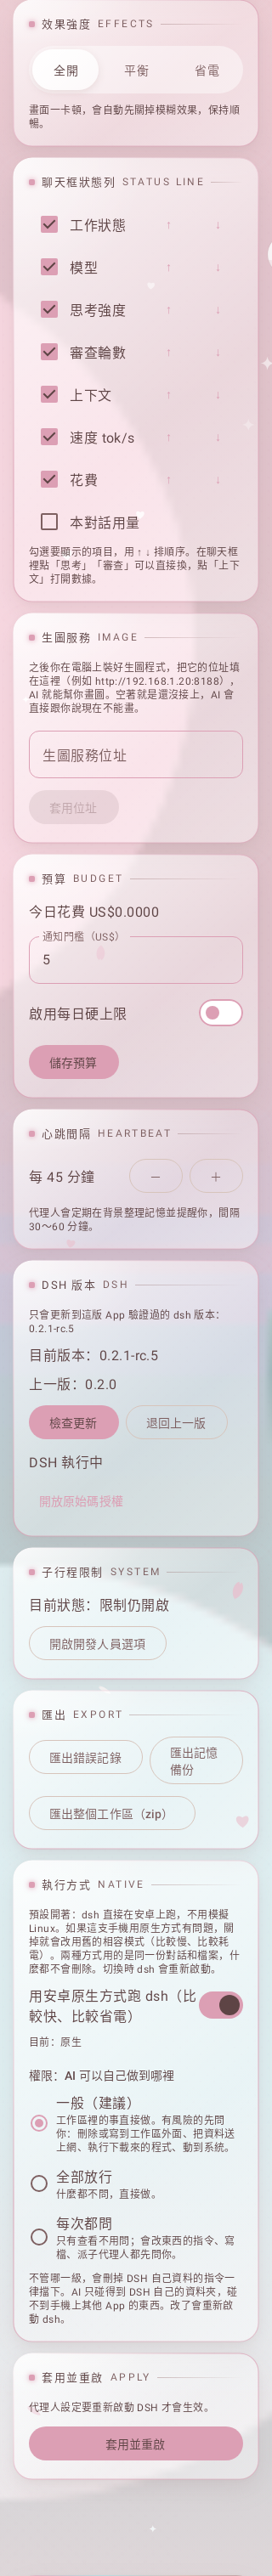 效果強度 EFFECTS
全開 平衡 省電
畫面一卡頓，會自動先關掉模糊效果，保持順
暢。
聊天框狀態列 STATUS LINE
工作狀態 ↑ ↓
模型 ↑ ↓
思考強度 ↑ ↓
審查輪數 ↑ ↓
上下文 ↑ ↓
速度 tok/s ↑ ↓
花費 ↑ ↓
本對話用量
勾選要顯示的項目，用 ↑ ↓ 排順序。在聊天框
裡點「思考」「審查」可以直接換，點「上下
文」打開數據。
生圖服務 IMAGE
之後你在電腦上裝好生圖程式，把它的位址填
在這裡（例如 http://192.168.1.20:8188），
AI 就能幫你畫圖。空著就是還沒接上，AI 會
直接跟你說現在不能畫。
生圖服務位址
套用位址
預算 BUDGET
今日花費 US$0.0000
通知門檻（US$）
5
啟用每日硬上限
儲存預算
心跳間隔 HEARTBEAT
每 45 分鐘 － ＋
代理人會定期在背景整理記憶並提醒你，間隔
30～60 分鐘。
DSH 版本 DSH
只會更新到這版 App 驗證過的 dsh 版本：
0.2.1-rc.5
目前版本：0.2.1-rc.5
上一版：0.2.0
檢查更新 退回上一版
DSH 執行中
開放原始碼授權
子行程限制 SYSTEM
目前狀態：限制仍開啟
開啟開發人員選項
匯出 EXPORT
匯出錯誤記錄 匯出記憶
備份
匯出整個工作區（zip）
執行方式 NATIVE
預設開著：dsh 直接在安卓上跑，不用模擬
Linux。如果這支手機用原生方式有問題，關
掉就會改用舊的相容模式（比較慢、比較耗
電）。兩種方式用的是同一份對話和檔案，什
麼都不會刪除。切換時 dsh 會重新啟動。
用安卓原生方式跑 dsh（比
較快、比較省電）
目前：原生
權限：AI 可以自己做到哪裡
一般（建議）
工作區裡的事直接做。有風險的先問
你：刪除或寫到工作區外面、把資料送
上網、執行下載來的程式、動到系統。
全部放行
什麼都不問，直接做。
每次都問
只有查看不用問；會改東西的指令、寫
檔、派子代理人都先問你。
不管哪一級，會刪掉 DSH 自己資料的指令一
律擋下。AI 只碰得到 DSH 自己的資料夾，碰
不到手機上其他 App 的東西。改了會重新啟
動 dsh。
套用並重啟 APPLY
代理人設定要重新啟動 DSH 才會生效。
套用並重啟